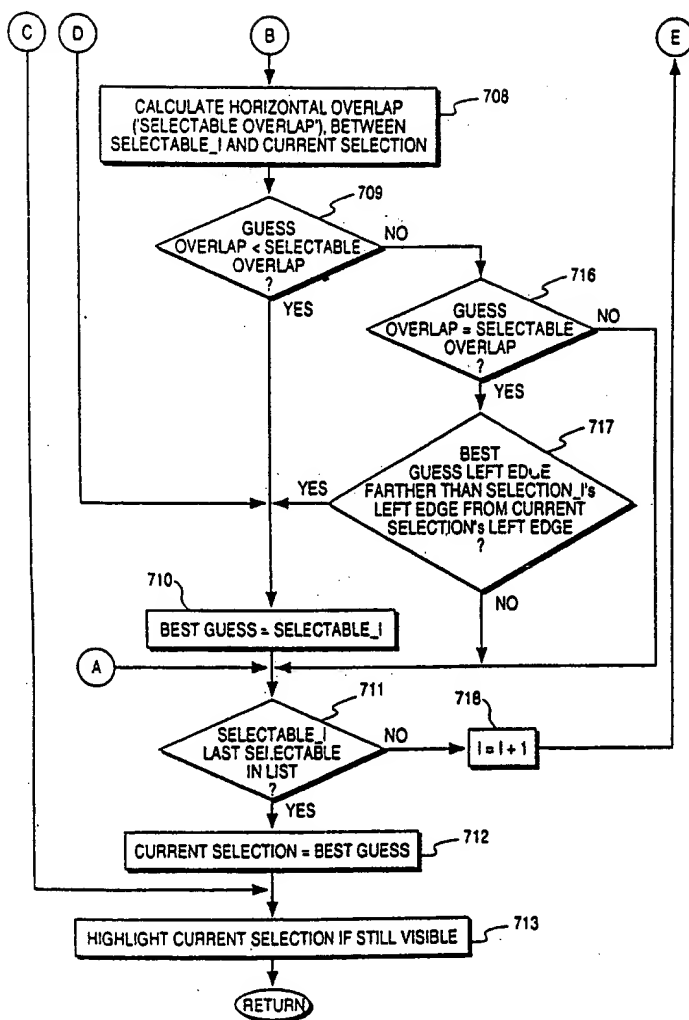 C
D
B
E
CALCULATE HORIZONTAL OVERLAP
('SELECTABLE OVERLAP'), BETWEEN
SELECTABLE_I AND CURRENT SELECTION
708
709
GUESS
OVERLAP < SELECTABLE
OVERLAP
?
NO
YES
716
GUESS
OVERLAP = SELECTABLE
OVERLAP
?
NO
YES
717
BEST
GUESS LEFT EDGE
FARTHER THAN SELECTION_I's
LEFT EDGE FROM CURRENT
SELECTION's LEFT EDGE
?
YES
NO
710
BEST GUESS = SELECTABLE_I
A
711
SELECTABLE_I
LAST SELECTABLE
IN LIST
?
NO
YES
718
I = I + 1
CURRENT SELECTION = BEST GUESS
712
HIGHLIGHT CURRENT SELECTION IF STILL VISIBLE
713
RETURN